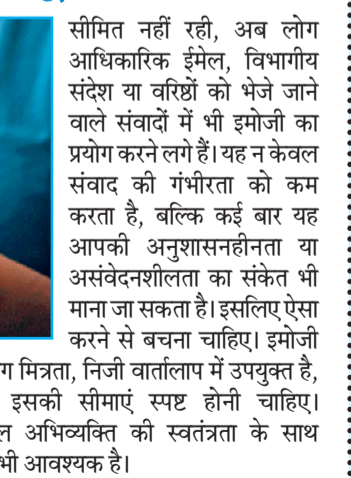 सीमित नहीं रही, अब लोग
आधिकारिक ईमेल, विभागीय
संदेश या वरिष्ठों को भेजे जाने
वाले संवादों में भी इमोजी का
प्रयोग करने लगे हैं। यह न केवल
संवाद की गंभीरता को कम
करता है, बल्कि कई बार यह
आपकी अनुशासनहीनता या
असंवेदनशीलता का संकेत भी
माना जा सकता है। इसलिए ऐसा
करने से बचना चाहिए। इमोजी
ग मित्रता, निजी वार्तालाप में उपयुक्त है,
इसकी सीमाएं स्पष्ट होनी चाहिए।
ल अभिव्यक्ति की स्वतंत्रता के साथ
भी आवश्यक है।